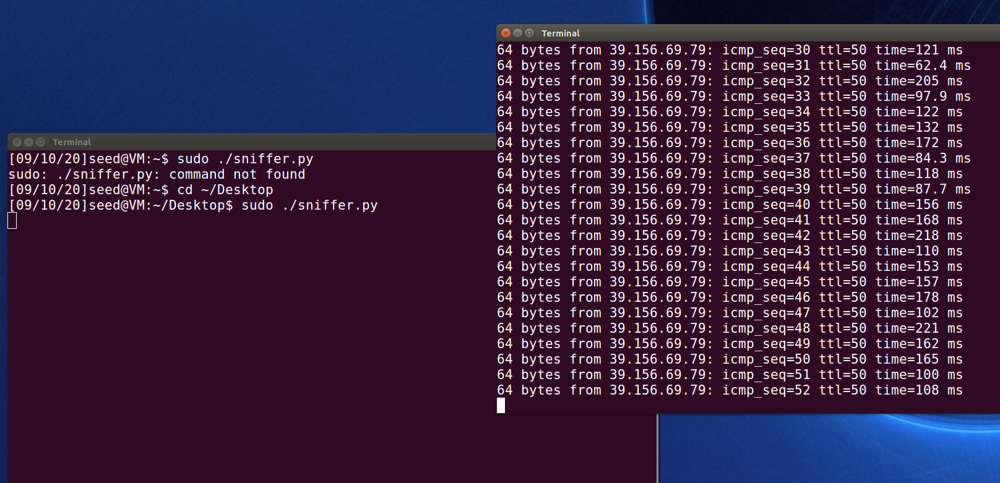 Terminal
[09/10/20]seed@VM:~$ sudo ./sniffer.py
sudo: ./sniffer.py: command not found
[09/10/20]seed@VM:~$ cd ~/Desktop
[09/10/20]seed@VM:~/Desktop$ sudo ./sniffer.py
Terminal
64 bytes from 39.156.69.79: icmp_seq=30 ttl=50 time=121 ms
64 bytes from 39.156.69.79: icmp_seq=31 ttl=50 time=62.4 ms
64 bytes from 39.156.69.79: icmp_seq=32 ttl=50 time=205 ms
64 bytes from 39.156.69.79: icmp_seq=33 ttl=50 time=97.9 ms
64 bytes from 39.156.69.79: icmp_seq=34 ttl=50 time=122 ms
64 bytes from 39.156.69.79: icmp_seq=35 ttl=50 time=132 ms
64 bytes from 39.156.69.79: icmp_seq=36 ttl=50 time=172 ms
64 bytes from 39.156.69.79: icmp_seq=37 ttl=50 time=84.3 ms
64 bytes from 39.156.69.79: icmp_seq=38 ttl=50 time=118 ms
64 bytes from 39.156.69.79: icmp_seq=39 ttl=50 time=87.7 ms
64 bytes from 39.156.69.79: icmp_seq=40 ttl=50 time=156 ms
64 bytes from 39.156.69.79: icmp_seq=41 ttl=50 time=168 ms
64 bytes from 39.156.69.79: icmp_seq=42 ttl=50 time=218 ms
64 bytes from 39.156.69.79: icmp_seq=43 ttl=50 time=110 ms
64 bytes from 39.156.69.79: icmp_seq=44 ttl=50 time=153 ms
64 bytes from 39.156.69.79: icmp_seq=45 ttl=50 time=157 ms
64 bytes from 39.156.69.79: icmp_seq=46 ttl=50 time=178 ms
64 bytes from 39.156.69.79: icmp_seq=47 ttl=50 time=102 ms
64 bytes from 39.156.69.79: icmp_seq=48 ttl=50 time=221 ms
64 bytes from 39.156.69.79: icmp_seq=49 ttl=50 time=162 ms
64 bytes from 39.156.69.79: icmp_seq=50 ttl=50 time=165 ms
64 bytes from 39.156.69.79: icmp_seq=51 ttl=50 time=100 ms
64 bytes from 39.156.69.79: icmp_seq=52 ttl=50 time=108 ms